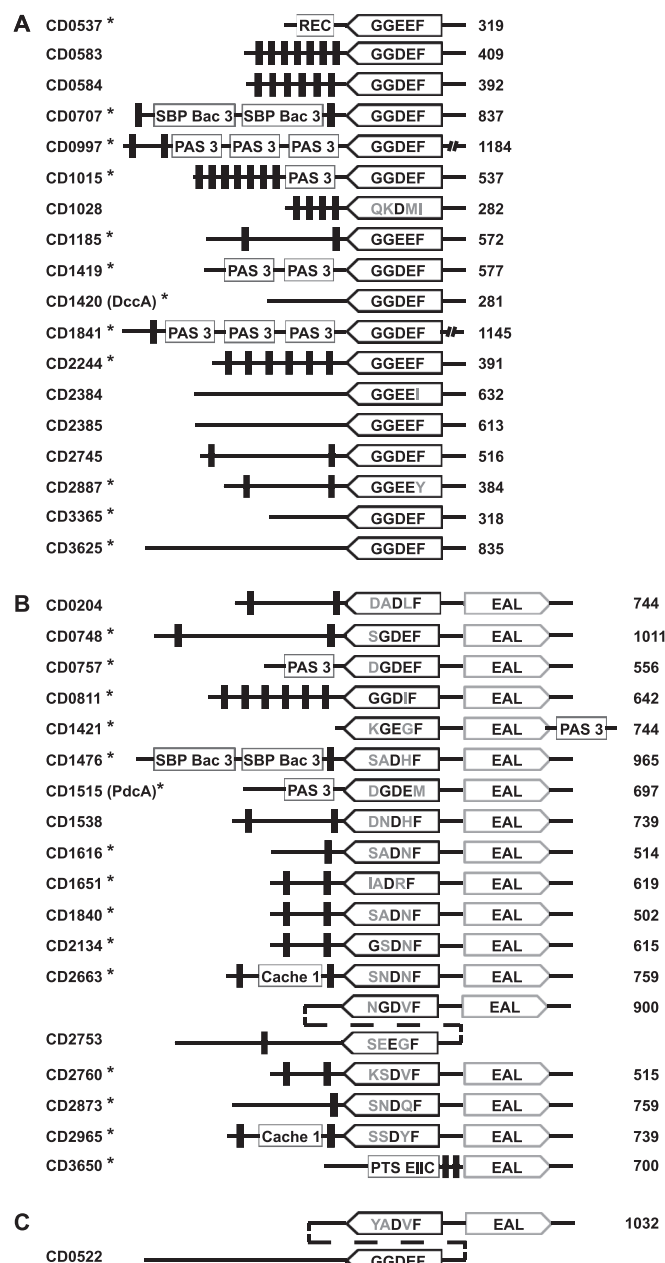 A
CD0537 * REC GGEEF 319
CD0583 GGDEF 409
CD0584 GGDEF 392
CD0707 * SBP Bac 3 SBP Bac 3 GGDEF 837
CD0997 * PAS 3 PAS 3 PAS 3 GGDEF 1184
CD1015 * PAS 3 GGDEF 537
CD1028 QKDMI 282
CD1185 * GGEEF 572
CD1419 * PAS 3 PAS 3 GGDEF 577
CD1420 (DccA) * GGDEF 281
CD1841 * PAS 3 PAS 3 PAS 3 GGDEF 1145
CD2244 * GGEEF 391
CD2384 GGEEI 632
CD2385 GGEEF 613
CD2745 GGDEF 516
CD2887 * GGEEY 384
CD3365 * GGDEF 318
CD3625 * GGDEF 835
B
CD0204 DADLF EAL 744
CD0748 * SGDEF EAL 1011
CD0757 * PAS 3 DGDEF EAL 556
CD0811 * GGDIF EAL 642
CD1421 * KGEGF EAL PAS 3 744
CD1476 * SBP Bac 3 SBP Bac 3 SADHF EAL 965
CD1515 (PdcA)* PAS 3 DGDEM EAL 697
CD1538 DNDHF EAL 739
CD1616 * SADNF EAL 514
CD1651 * IADRF EAL 619
CD1840 * SADNF EAL 502
CD2134 * GSDNF EAL 615
CD2663 * Cache 1 SNDNF EAL 759
NGDVF EAL 900
CD2753 SEEGF
CD2760 * KSDVF EAL 515
CD2873 * SNDQF EAL 759
CD2965 * Cache 1 SSDYF EAL 739
CD3650 * PTS EIIC EAL 700
C
YADVF EAL 1032
CD0522 GGDEF